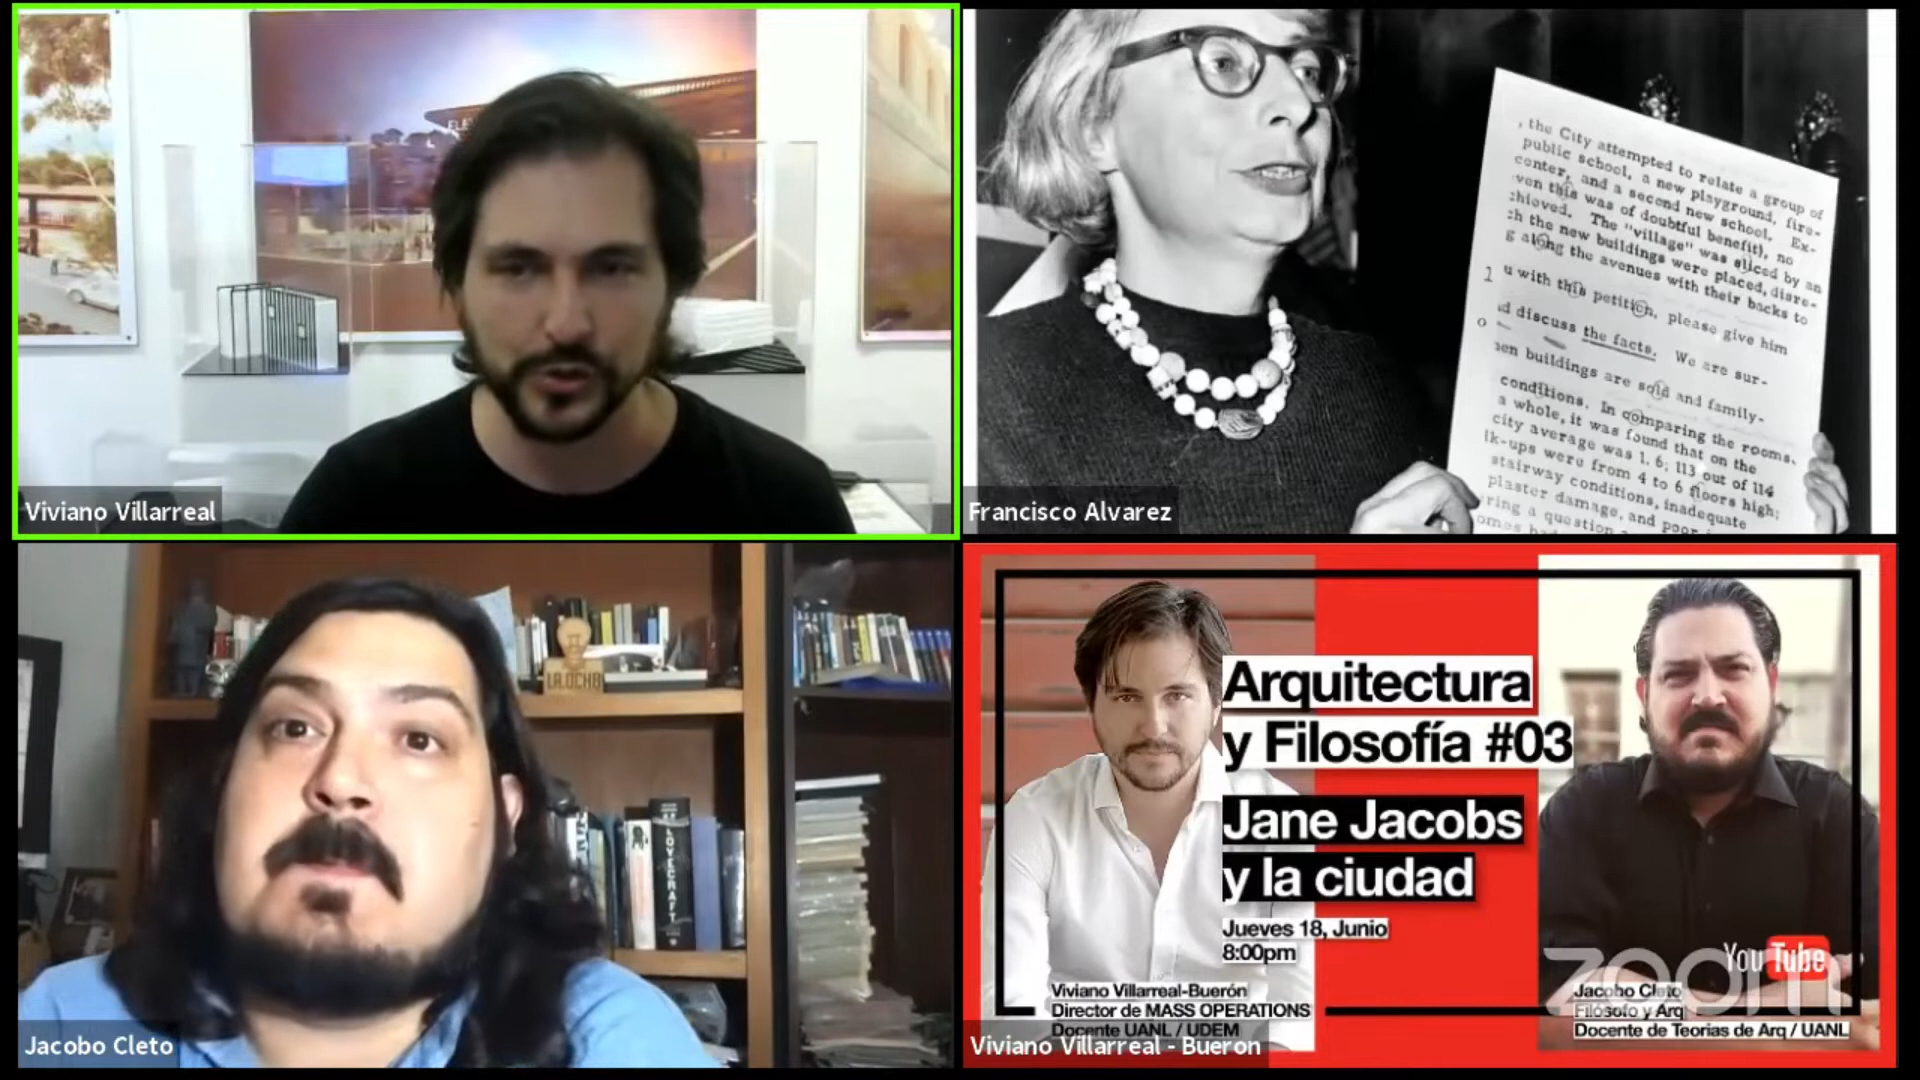 FLE
Viviano Villarreal
, the City attempted to relate a group of
public school, a new playground, fire-
center, and a second new school. Ex-
ven this was of doubtful benefit), no
chieved. The "village" was sliced by an
ch the new buildings were placed, disre-
g along the avenues with their backs to
l u with this petition, please give him
o d discuss the facts. We are sur-
hen buildings are sold and family-
conditions. In comparing the rooms.
a whole, it was found that on the
city average was 1.6; 113 out of 114
lk-ups were from 4 to 6 floors high;
stairway conditions, inadequate
plaster damage, and poor
ring a question
omes
Francisco Alvarez
LA OCHO
LOVECRAFT
Jacobo Cleto
Arquitectura
y Filosofía #03
Jane Jacobs
y la ciudad
Jueves 18, Junio
8:00pm
YouTube
zoom
Viviano Villarreal-Buerón
Director de MASS OPERATIONS
Docente UANL / UDEM
Jacobo Cleto
Filósofo y Arq
Docente de Teorias de Arq / UANL
Viviano Villarreal - Bueron